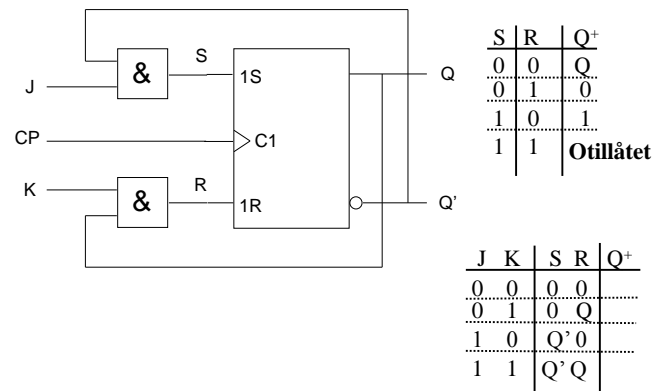 S
& 1S Q
J
CP C1
K
& R 1R Q'
S R Q+
0 0 Q
0 1 0
1 0 1
1 1 Otillåtet
J K S R Q+
0 0 0 0
0 1 0 Q
1 0 Q' 0
1 1 Q' Q